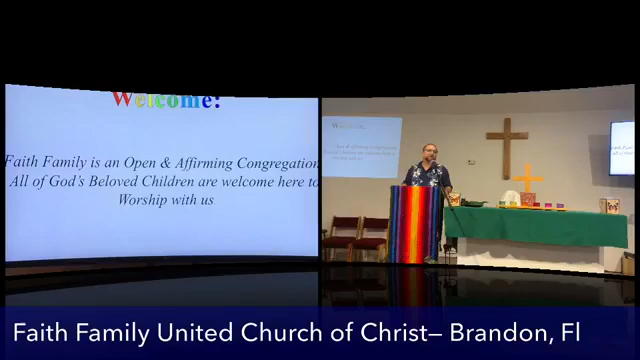 Welcome:
Faith Family is an Open & Affirming Congregation
All of God's Beloved Children are welcome here to
Worship with us
Welcome:
Faith Family United Church of Christ— Brandon, Fl